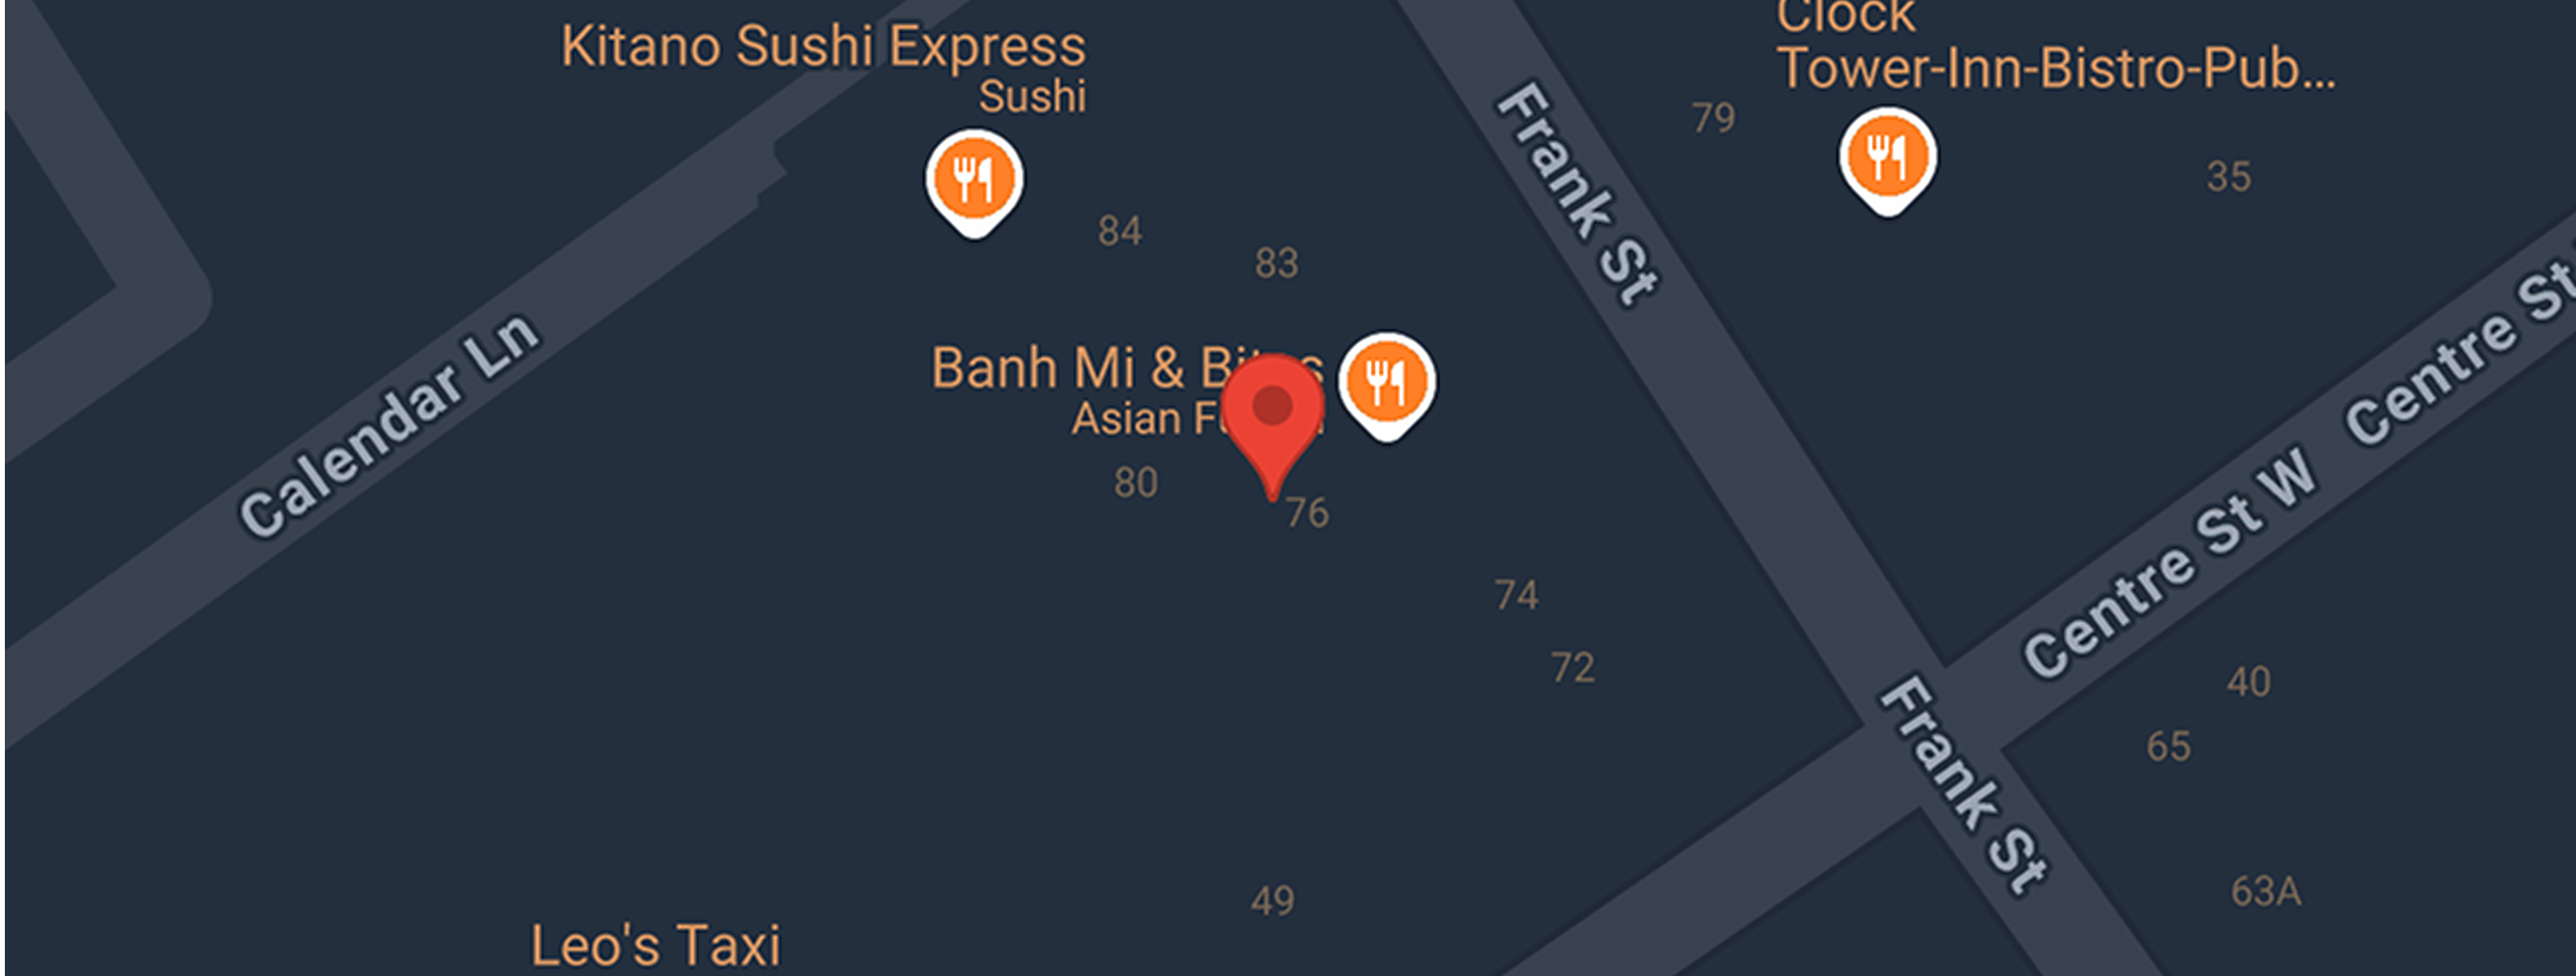 Clock
Kitano Sushi Express
Tower-Inn-Bistro-Pub...
Sushi
79
Frank St
35
84
83
Centre St
Banh Mi & 
Asian
Calendar Ln
80
76
Centre St W
74
72
40
Frank St
65
63A
49
Leo's Taxi